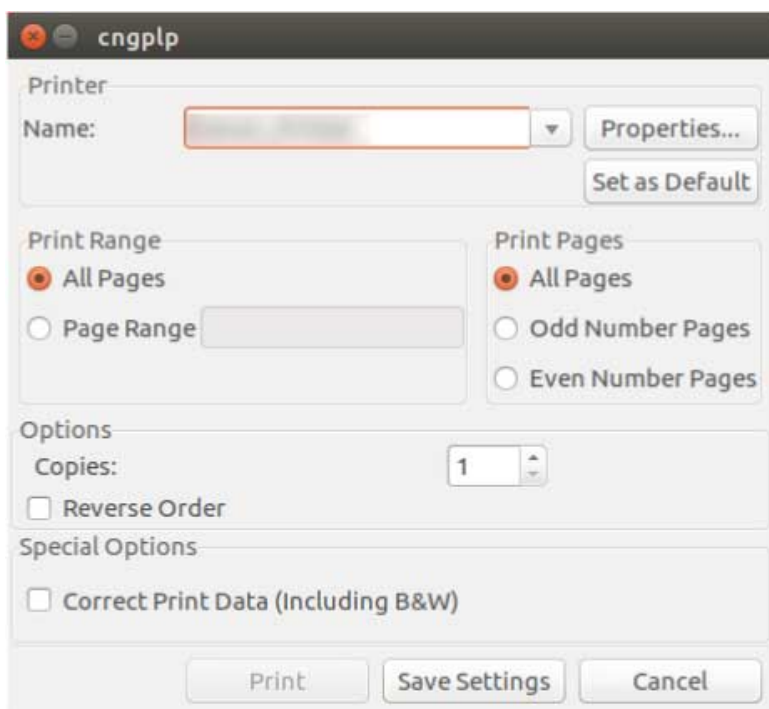 cngplp
Printer
Name:
Properties...
Set as Default
Print Range
All Pages
Page Range
Print Pages
All Pages
Odd Number Pages
Even Number Pages
Options
Copies: 1
Reverse Order
Special Options
Correct Print Data (Including B&W)
Print Save Settings Cancel